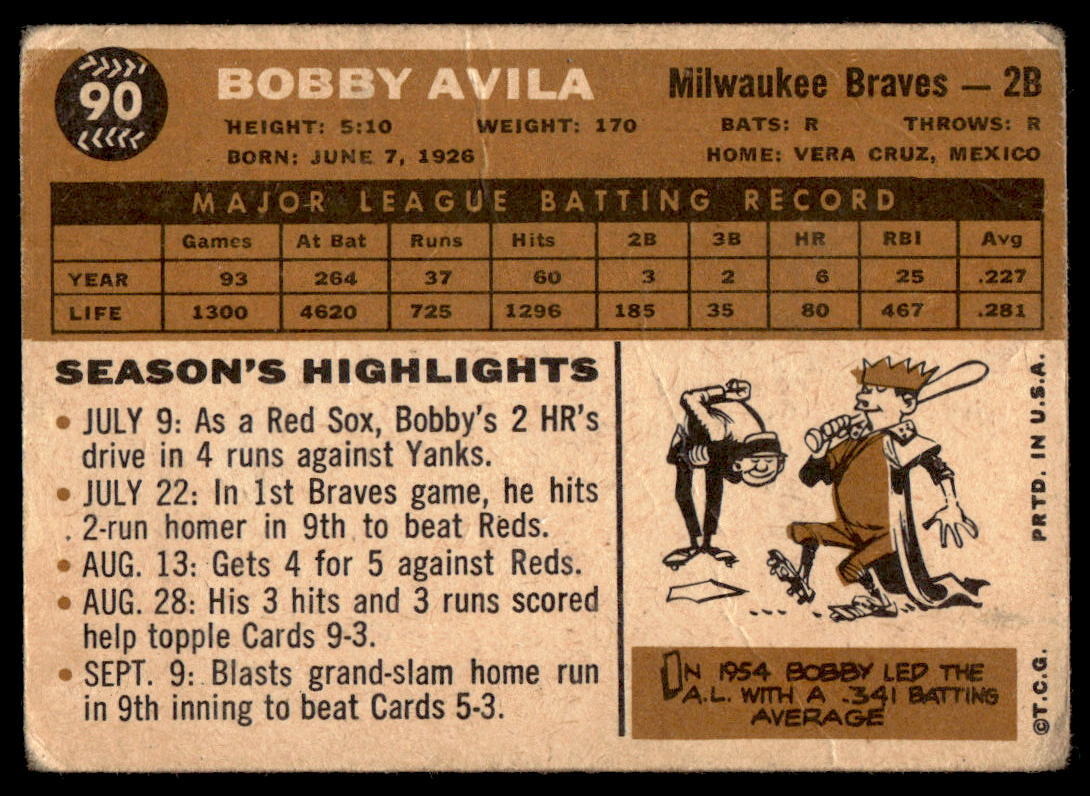 90
BOBBY AVILA
Milwaukee Braves — 2B
HEIGHT: 5:10 WEIGHT: 170 BATS: R THROWS: R
BORN: JUNE 7, 1926 HOME: VERA CRUZ, MEXICO
MAJOR LEAGUE BATTING RECORD
Games At Bat Runs Hits 2B 3B HR RBI Avg
YEAR 93 264 37 60 3 2 6 25 .227
LIFE 1300 4620 725 1296 185 35 80 467 .281
SEASON'S HIGHLIGHTS
• JULY 9: As a Red Sox, Bobby's 2 HR's
drive in 4 runs against Yanks.
• JULY 22: In 1st Braves game, he hits
2-run homer in 9th to beat Reds.
• AUG. 13: Gets 4 for 5 against Reds.
• AUG. 28: His 3 hits and 3 runs scored
help topple Cards 9-3.
• SEPT. 9: Blasts grand-slam home run
in 9th inning to beat Cards 5-3.
IN 1954 BOBBY LED THE
A.L. WITH A .341 BATTING
AVERAGE
©T.C.G. PRTD. IN U.S.A.